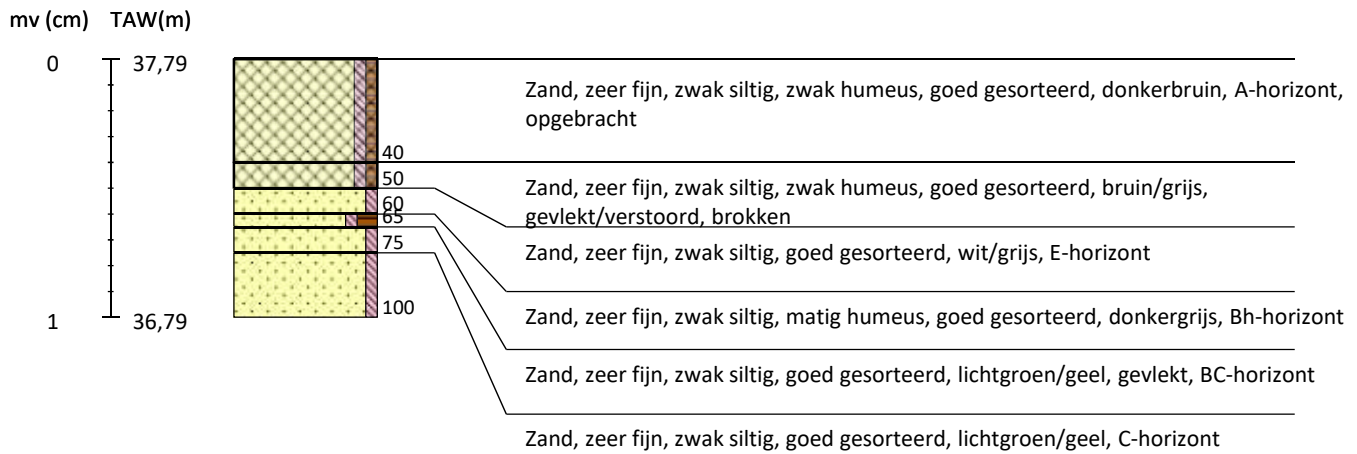 mv (cm) TAW(m)
0 37,79
Zand, zeer fijn, zwak siltig, zwak humeus, goed gesorteerd, donkerbruin, A-horizont,
opgebracht
40
50
Zand, zeer fijn, zwak siltig, zwak humeus, goed gesorteerd, bruin/grijs,
gevlekt/verstoord, brokken
60
65
75
Zand, zeer fijn, zwak siltig, goed gesorteerd, wit/grijs, E-horizont
100
1 36,79
Zand, zeer fijn, zwak siltig, matig humeus, goed gesorteerd, donkergrijs, Bh-horizont
Zand, zeer fijn, zwak siltig, goed gesorteerd, lichtgroen/geel, gevlekt, BC-horizont
Zand, zeer fijn, zwak siltig, goed gesorteerd, lichtgroen/geel, C-horizont